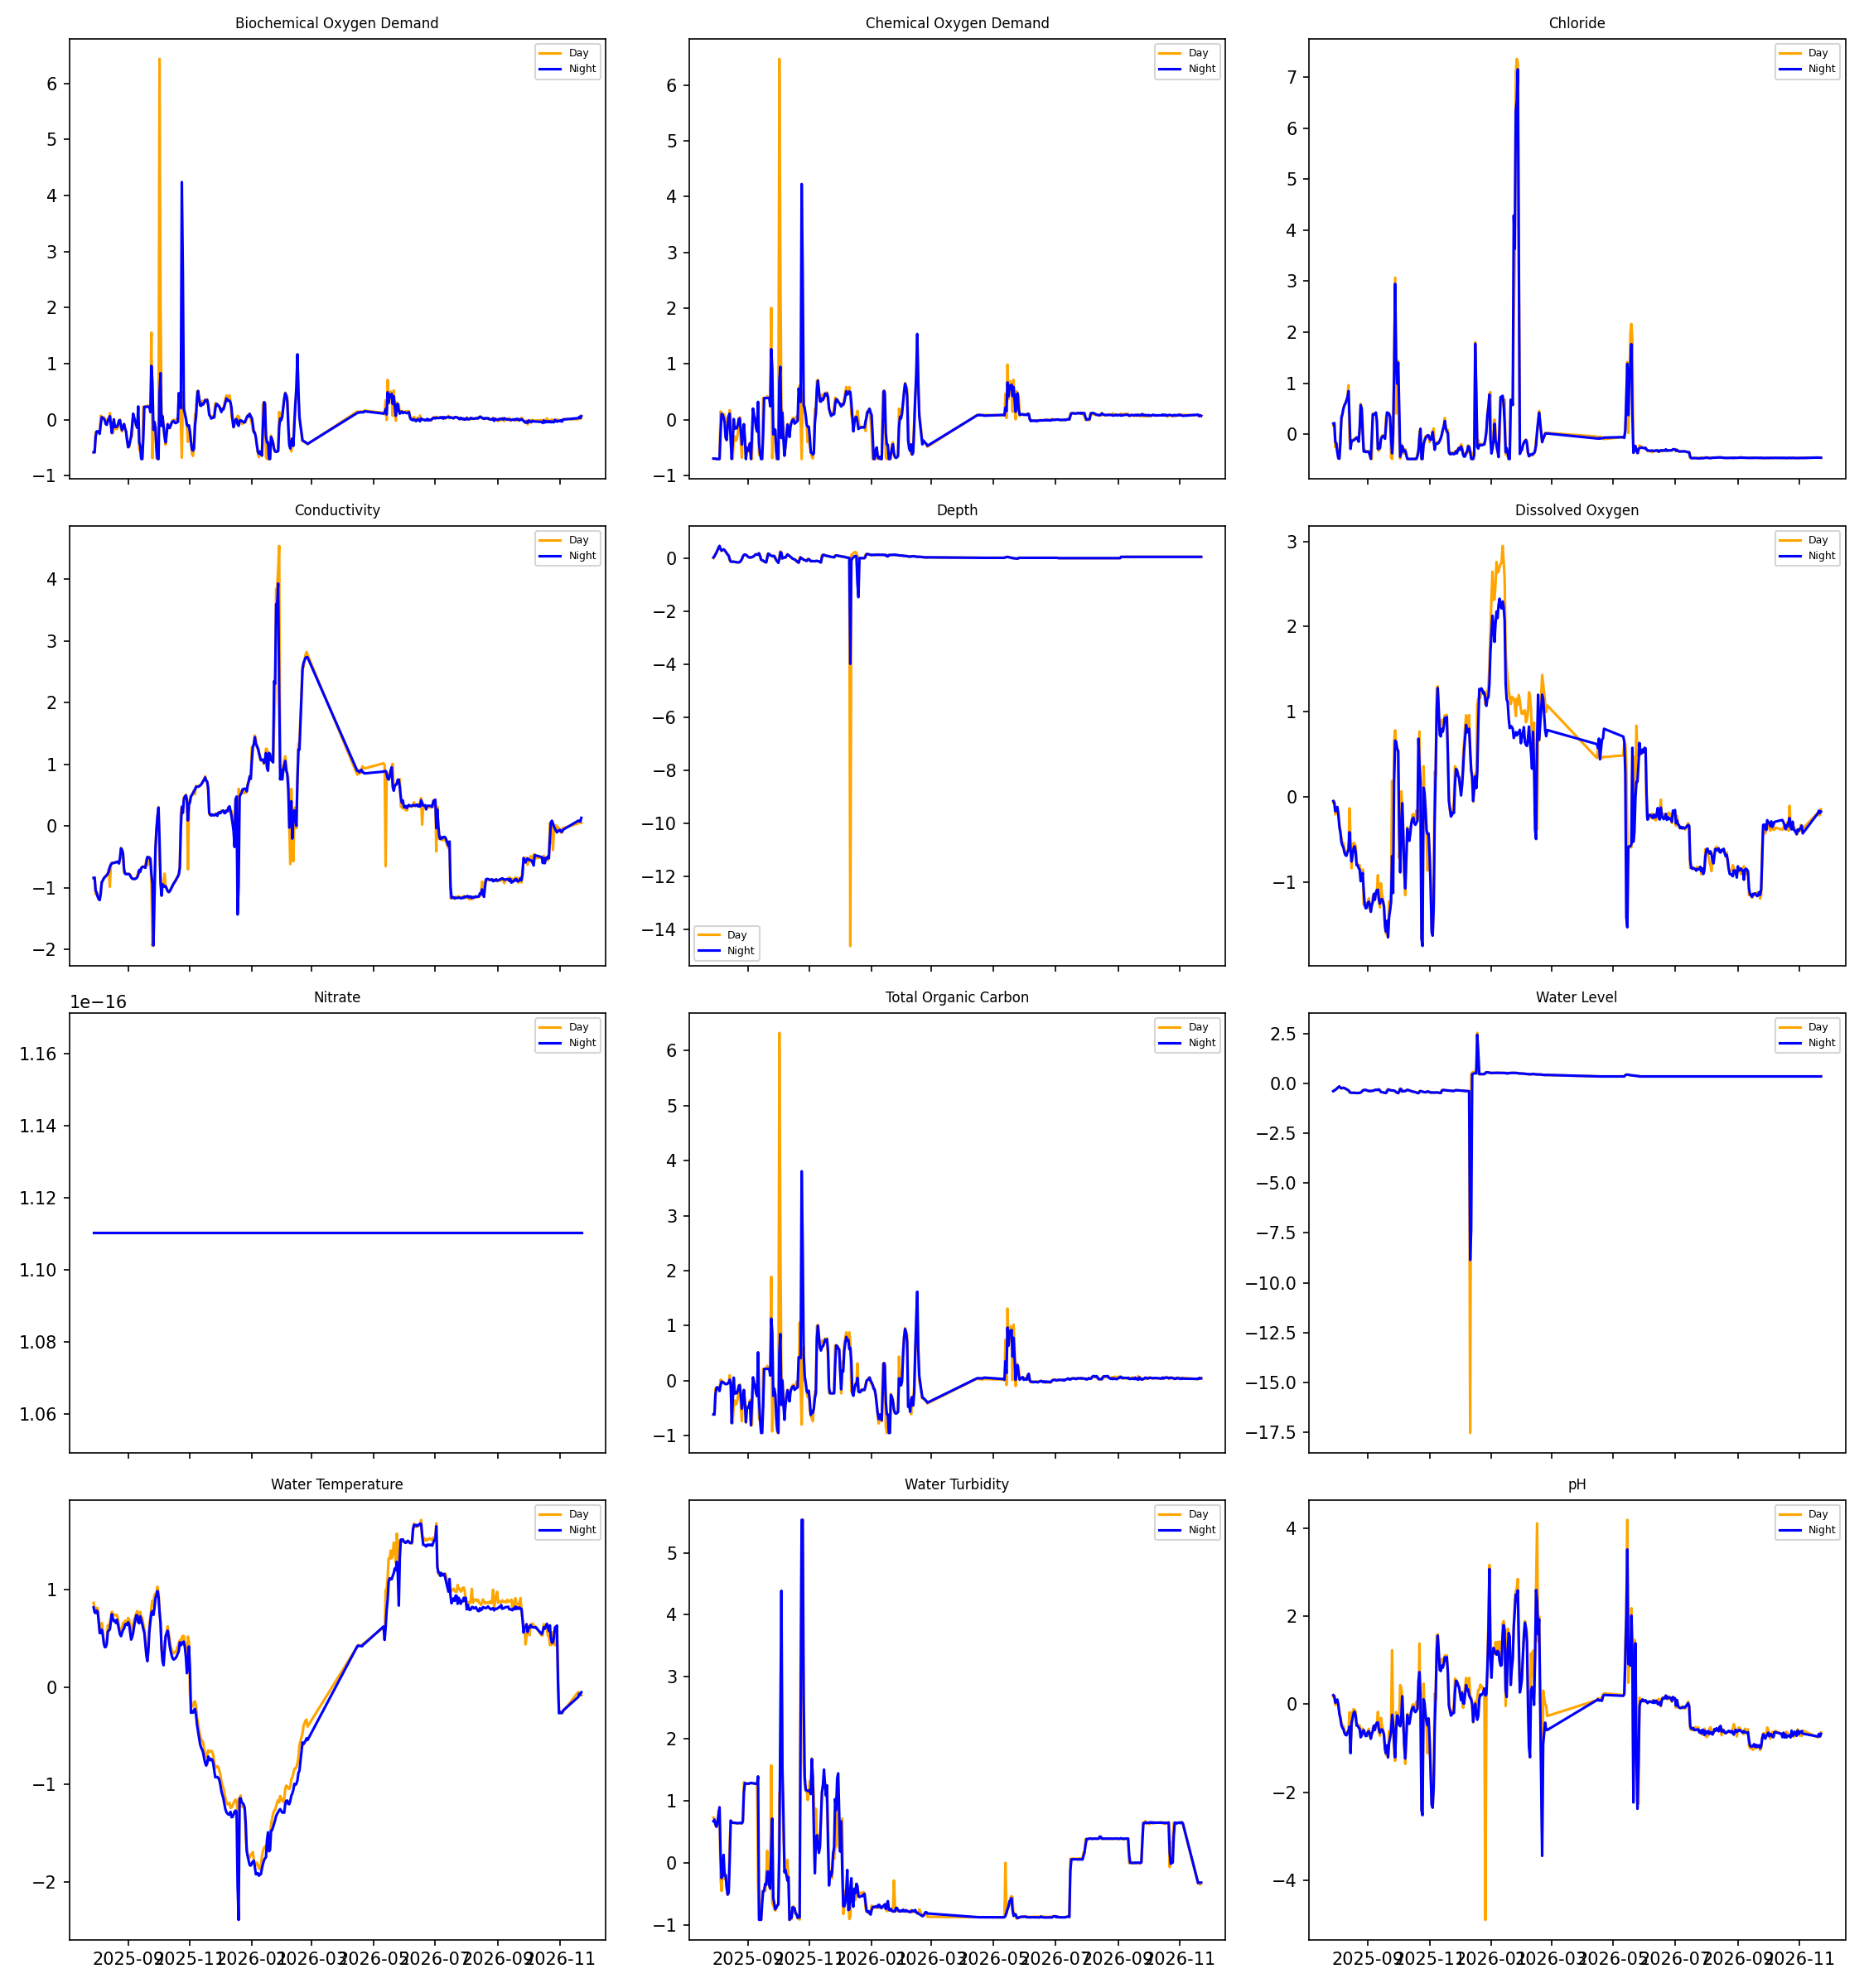 Biochemical Oxygen Demand
Day
Night
6
5
4
3
2
1
0
−1
Chemical Oxygen Demand
Day
Night
6
5
4
3
2
1
0
−1
Chloride
Day
Night
7
6
5
4
3
2
1
0
Conductivity
Day
Night
4
3
2
1
0
−1
−2
Depth
0
−2
−4
−6
−8
−10
−12
−14
Day
Night
Dissolved Oxygen
Day
Night
3
2
1
0
−1
Nitrate
1e−16
Day
Night
1.16
1.14
1.12
1.10
1.08
1.06
Total Organic Carbon
Day
Night
6
5
4
3
2
1
0
−1
Water Level
Day
Night
2.5
0.0
−2.5
−5.0
−7.5
−10.0
−12.5
−15.0
−17.5
Water Temperature
Day
Night
1
0
−1
−2
2025-09 2025-11 2026-01 2026-03 2026-05 2026-07 2026-09 2026-11
Water Turbidity
Day
Night
5
4
3
2
1
0
−1
2025-09 2025-11 2026-01 2026-03 2026-05 2026-07 2026-09 2026-11
pH
Day
Night
4
2
0
−2
−4
2025-09 2025-11 2026-01 2026-03 2026-05 2026-07 2026-09 2026-11